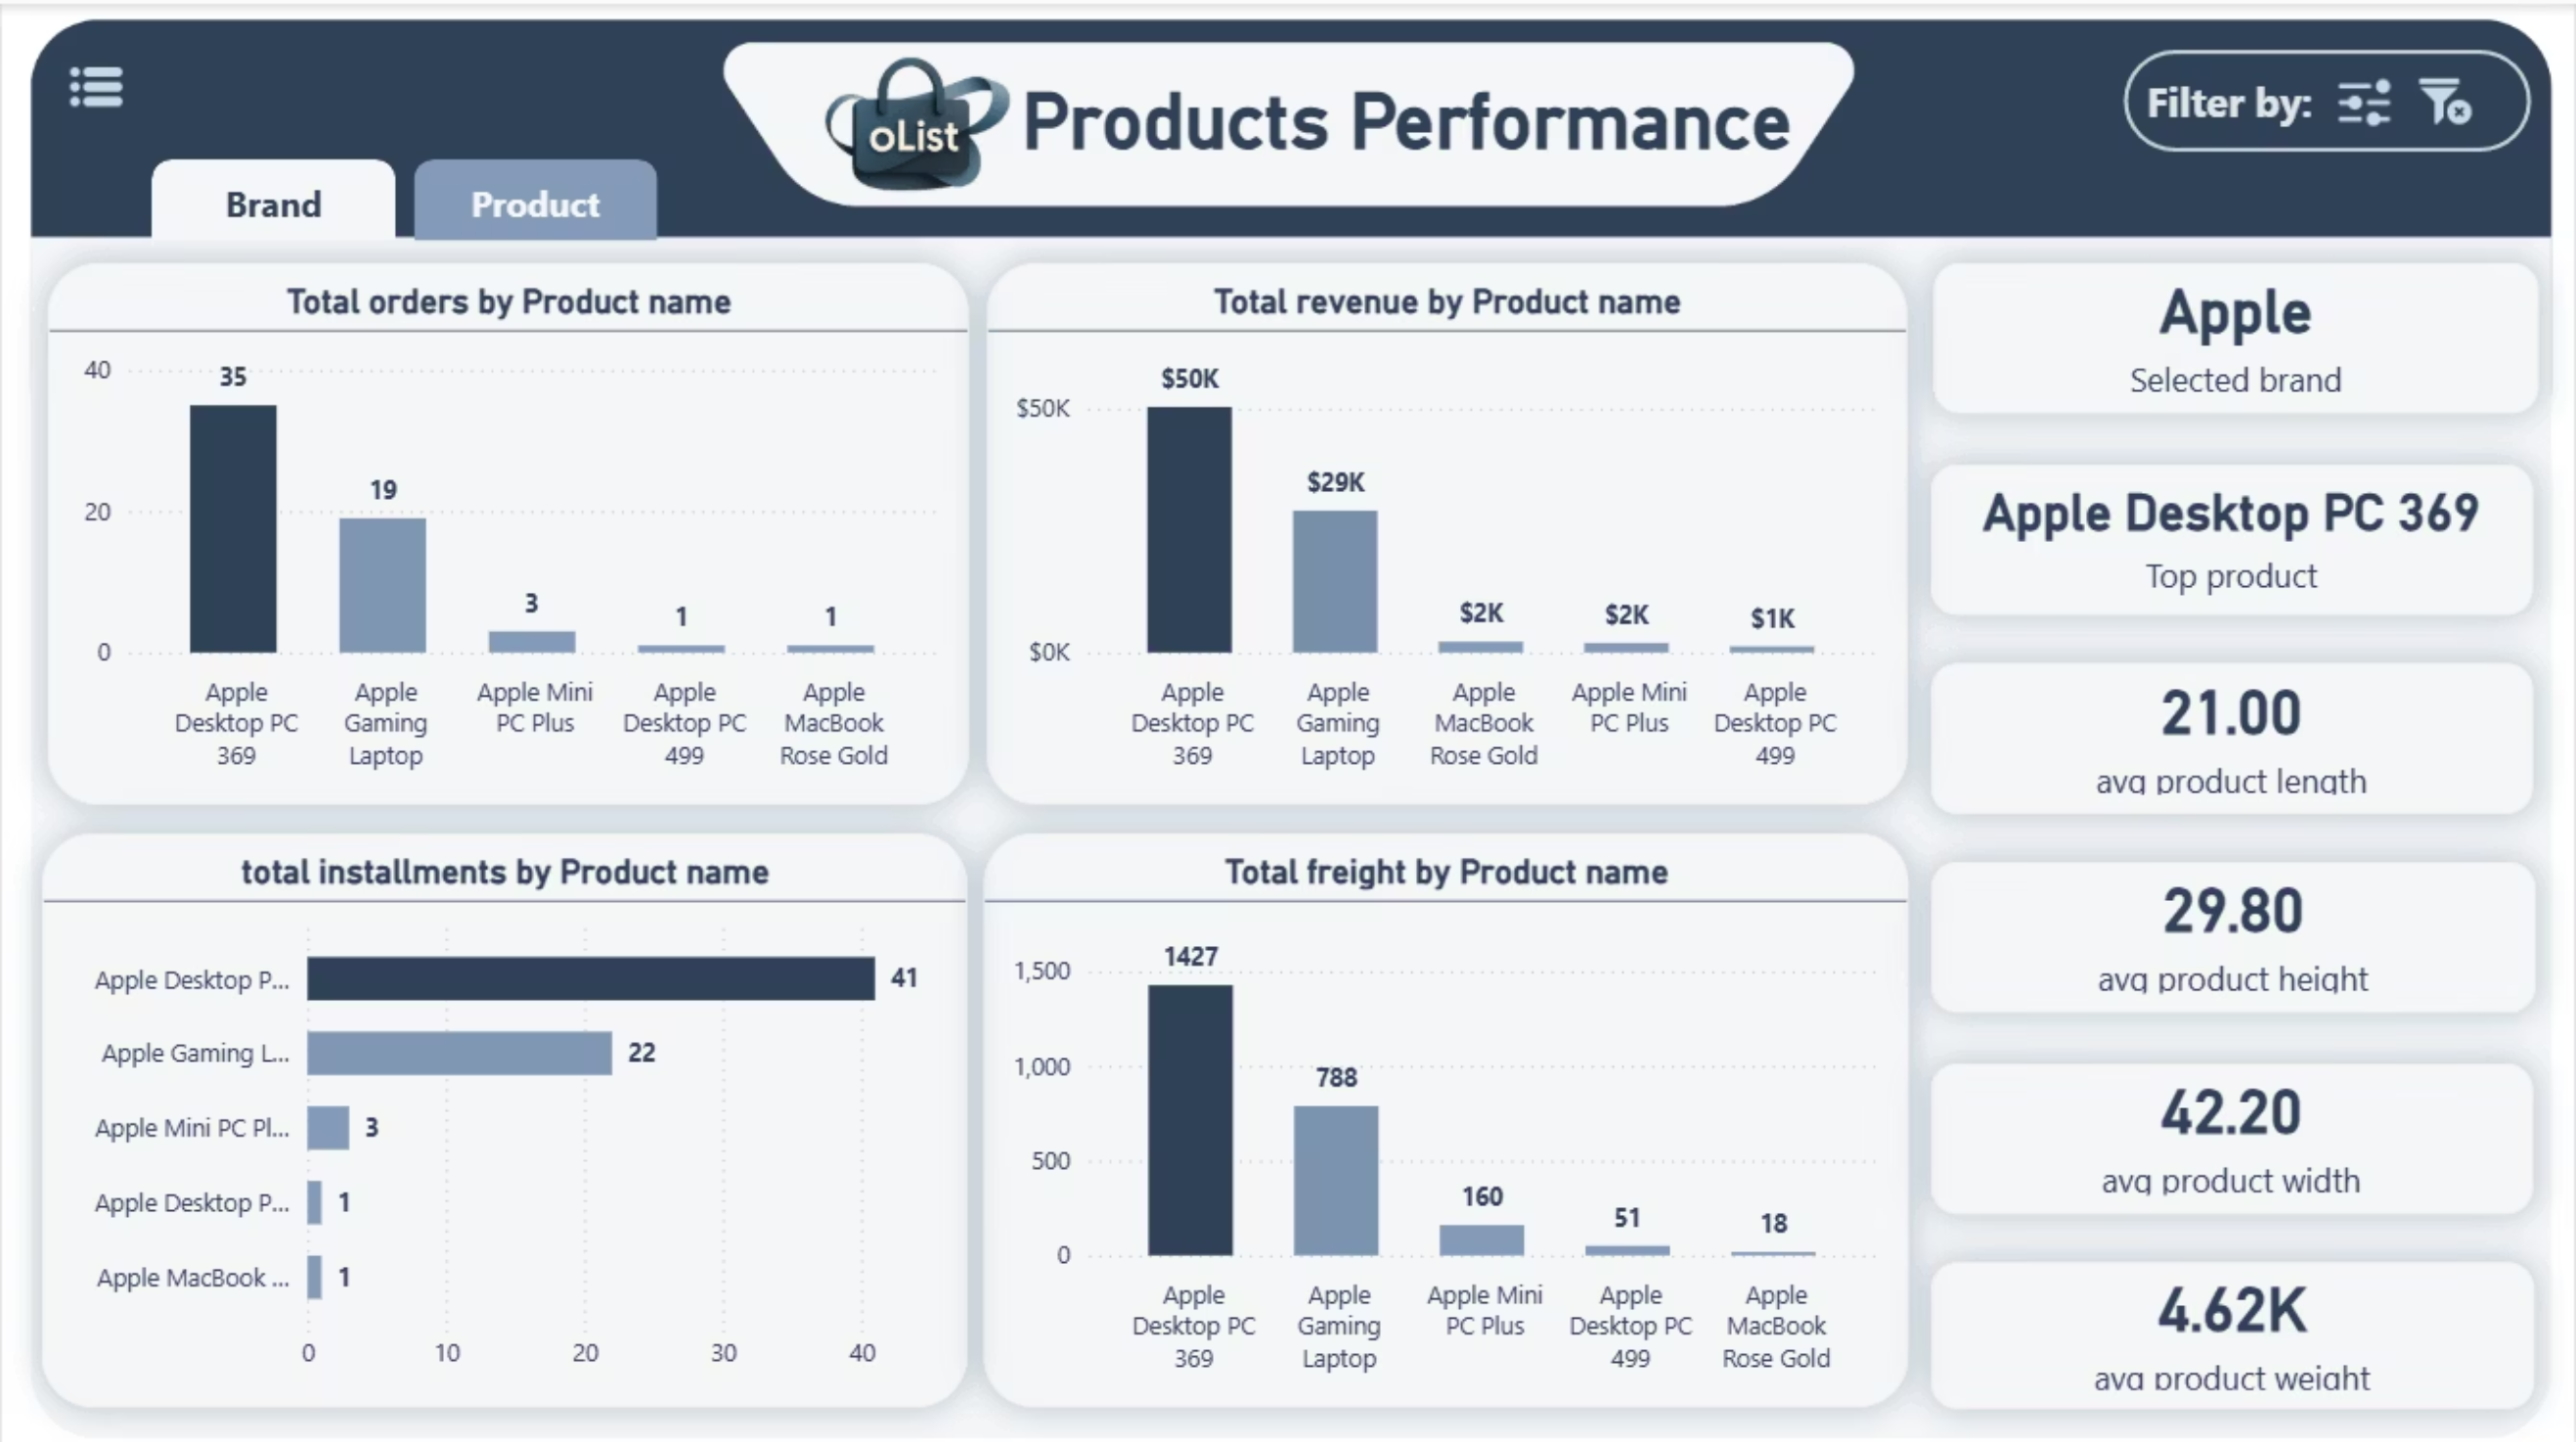 oList
Products Performance
Filter by:
Brand
Product
Total orders by Product name
40
20
0
35
19
3
1
1
Apple
Desktop PC
369
Apple
Gaming
Laptop
Apple Mini
PC Plus
Apple
Desktop PC
499
Apple
MacBook
Rose Gold
Total revenue by Product name
$50K
$0K
$50K
$29K
$2K
$2K
$1K
Apple
Desktop PC
369
Apple
Gaming
Laptop
Apple
MacBook
Rose Gold
Apple Mini
PC Plus
Apple
Desktop PC
499
Apple
Selected brand
Apple Desktop PC 369
Top product
21.00
avg product length
29.80
avg product height
42.20
avg product width
4.62K
avg product weight
total installments by Product name
Apple Desktop P...
41
Apple Gaming L...
22
Apple Mini PC Pl...
3
Apple Desktop P...
1
Apple MacBook ...
1
0
10
20
30
40
Total freight by Product name
1,500
1,000
500
0
1427
788
160
51
18
Apple
Desktop PC
369
Apple
Gaming
Laptop
Apple Mini
PC Plus
Apple
Desktop PC
499
Apple
MacBook
Rose Gold